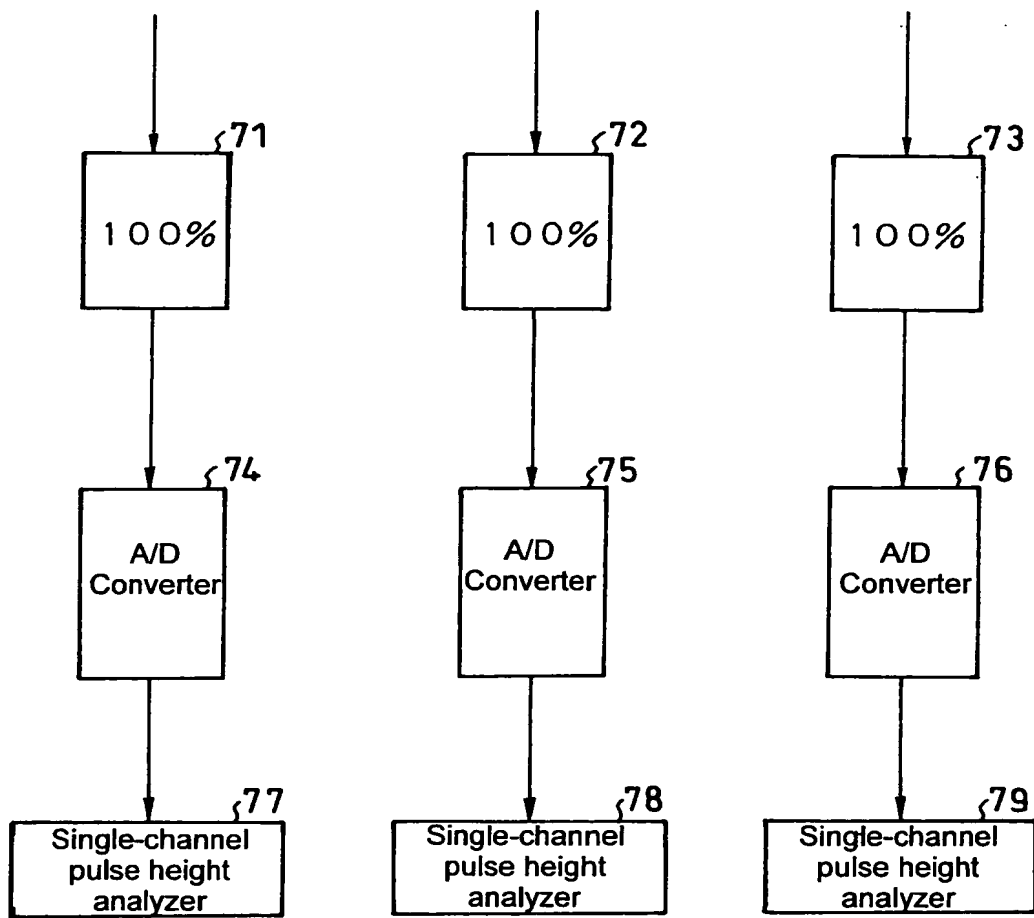 71
72
73
100%
100%
100%
74
75
76
A/D
Converter
A/D
Converter
A/D
Converter
77
78
79
Single-channel
pulse height
analyzer
Single-channel
pulse height
analyzer
Single-channel
pulse height
analyzer